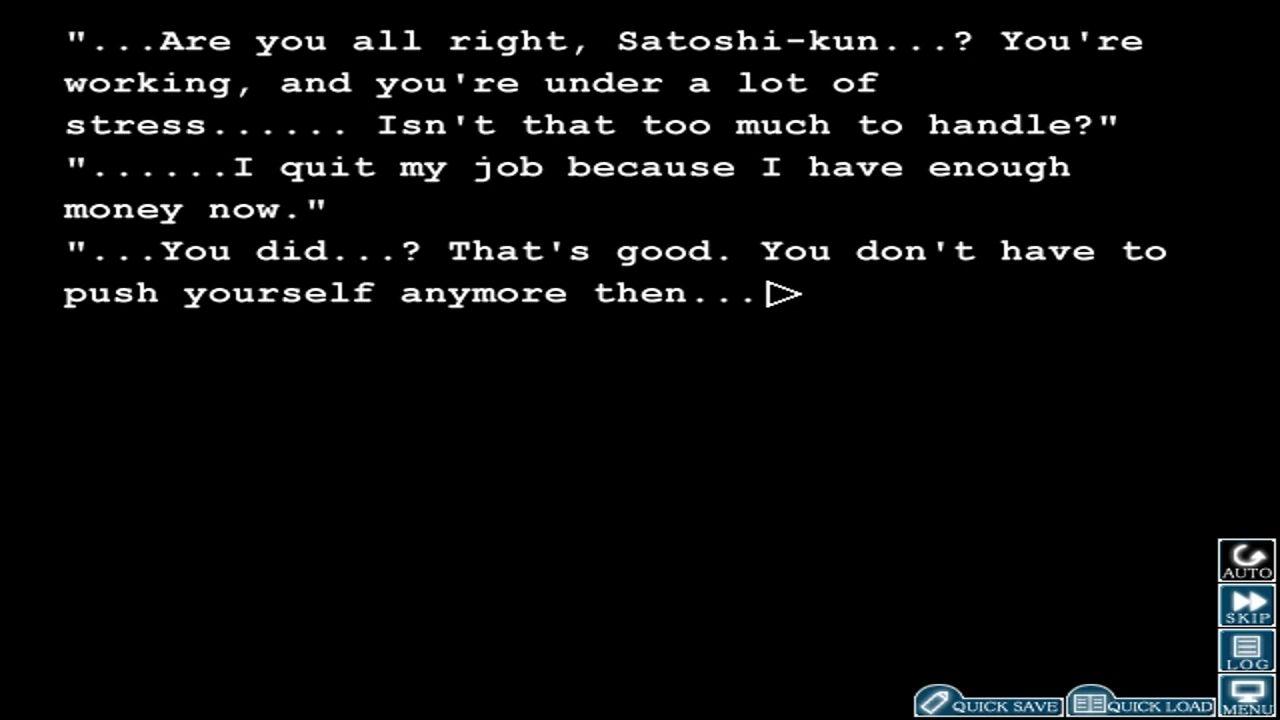 "...Are you all right, Satoshi-kun...? You're
working, and you're under a lot of
stress...... Isn't that too much to handle?"
"......I quit my job because I have enough
money now."
"...You did...? That's good. You don't have to
push yourself anymore then...
AUTO
SKIP
LOG
QUICK SAVE
QUICK LOAD
MENU